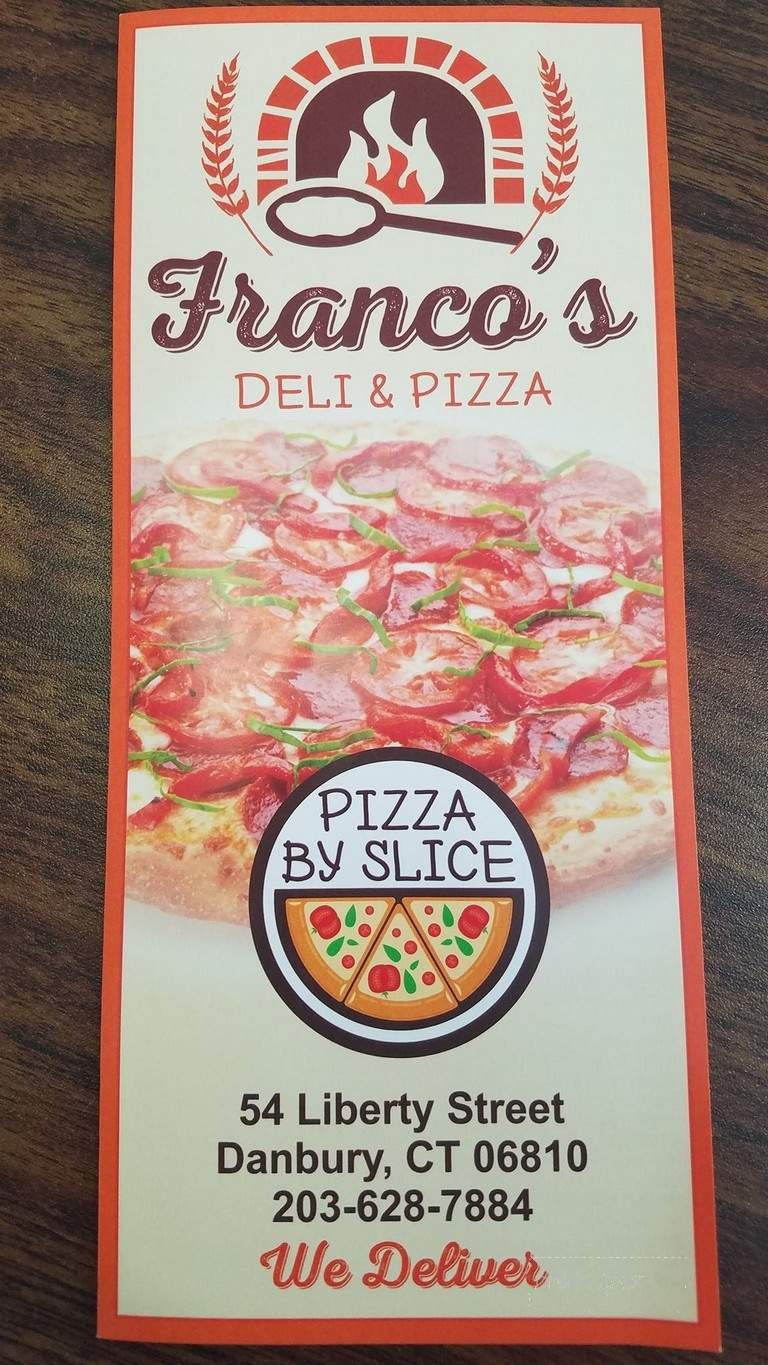 Franco's
DELI & PIZZA
PIZZA
BY SLICE
54 Liberty Street
Danbury, CT 06810
203-628-7884
We Deliver